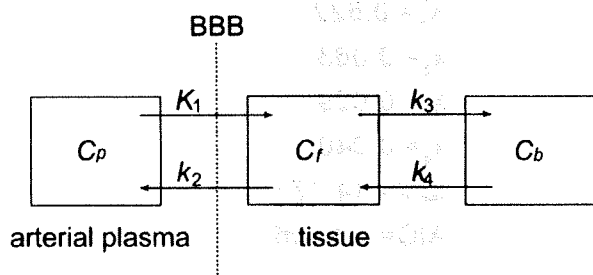 BBB
K1 k3
Cp Cf Cb
k2 k4
arterial plasma tissue